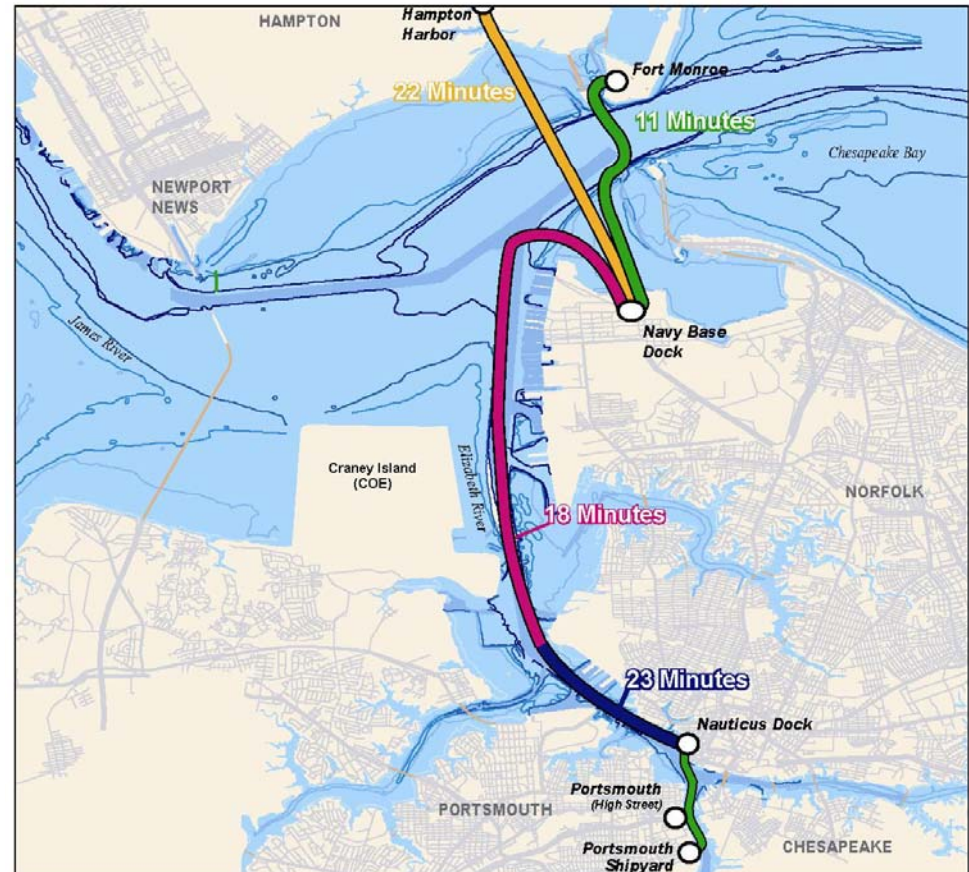 Hampton
Harbor
HAMPTON
Fort Monroe
22 Minutes
11 Minutes
Chesapeake Bay
NEWPORT
NEWS
James River
Navy Base
Dock
Craney Island
(COE)
Elizabeth River
NORFOLK
18 Minutes
23 Minutes
Nauticus Dock
Portsmouth
(High Street)
PORTSMOUTH
CHESAPEAKE
Portsmouth
Shipyard